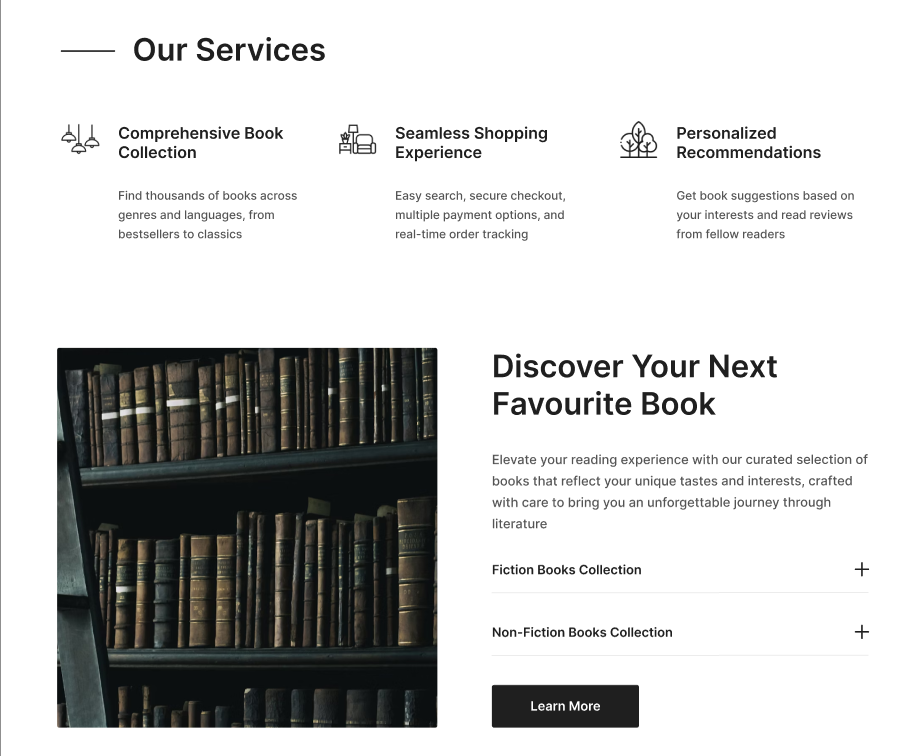 Our Services
Comprehensive Book
Collection
Find thousands of books across
genres and languages, from
bestsellers to classics
Seamless Shopping
Experience
Easy search, secure checkout,
multiple payment options, and
real-time order tracking
Personalized
Recommendations
Get book suggestions based on
your interests and read reviews
from fellow readers
Discover Your Next
Favourite Book
Elevate your reading experience with our curated selection of
books that reflect your unique tastes and interests, crafted
with care to bring you an unforgettable journey through
literature
Fiction Books Collection
Non-Fiction Books Collection
Learn More